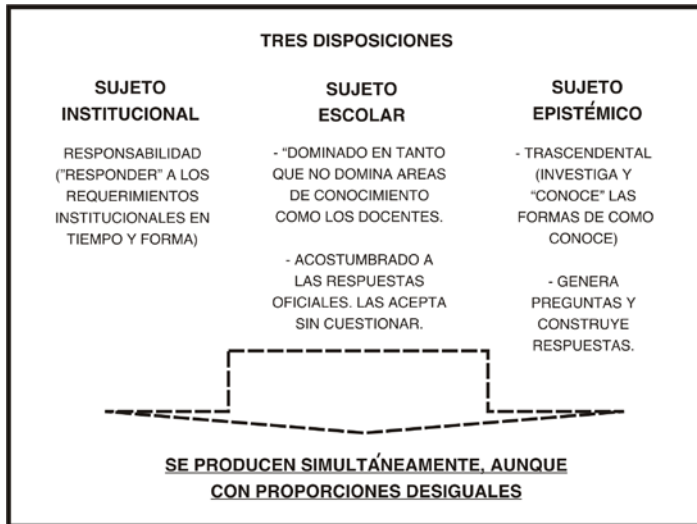 TRES DISPOSICIONES
SUJETO
INSTITUCIONAL
RESPONSABILIDAD
("RESPONDER" A LOS
REQUERIMIENTOS
INSTITUCIONALES EN
TIEMPO Y FORMA)
SUJETO
ESCOLAR
- "DOMINADO EN TANTO
QUE NO DOMINA AREAS
DE CONOCIMIENTO
COMO LOS DOCENTES.
- ACOSTUMBRADO A
LAS RESPUESTAS
OFICIALES. LAS ACEPTA
SIN CUESTIONAR.
SUJETO
EPISTÉMICO
- TRASCENDENTAL
(INVESTIGA Y
"CONOCE" LAS
FORMAS DE COMO
CONOCE)
- GENERA
PREGUNTAS Y
CONSTRUYE
RESPUESTAS.
SE PRODUCEN SIMULTÁNEAMENTE, AUNQUE
CON PROPORCIONES DESIGUALES